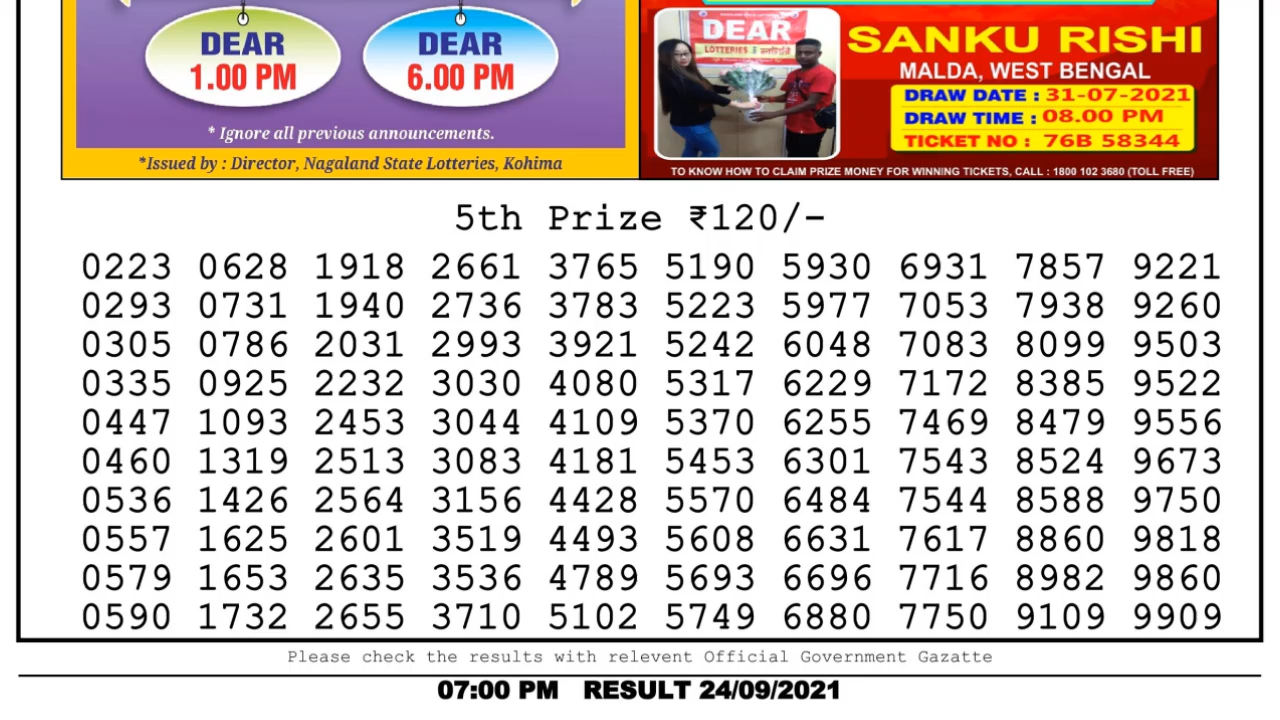 DEAR
1.00 PM
DEAR
6.00 PM
* Ignore all previous announcements.
*Issued by : Director, Nagaland State Lotteries, Kohima
DEAR
LOTTERIES
SANKU RISHI
MALDA, WEST BENGAL
DRAW DATE : 31-07-2021
DRAW TIME : 08.00 PM
TICKET NO : 76B 58344
TO KNOW HOW TO CLAIM PRIZE MONEY FOR WINNING TICKETS, CALL : 1800 102 3680 (TOLL FREE)
5th Prize ₹120/-
0223 0628 1918 2661 3765 5190 5930 6931 7857 9221
0293 0731 1940 2736 3783 5223 5977 7053 7938 9260
0305 0786 2031 2993 3921 5242 6048 7083 8099 9503
0335 0925 2232 3030 4080 5317 6229 7172 8385 9522
0447 1093 2453 3044 4109 5370 6255 7469 8479 9556
0460 1319 2513 3083 4181 5453 6301 7543 8524 9673
0536 1426 2564 3156 4428 5570 6484 7544 8588 9750
0557 1625 2601 3519 4493 5608 6631 7617 8860 9818
0579 1653 2635 3536 4789 5693 6696 7716 8982 9860
0590 1732 2655 3710 5102 5749 6880 7750 9109 9909
Please check the results with relevent Official Government Gazatte
07:00 PM RESULT 24/09/2021